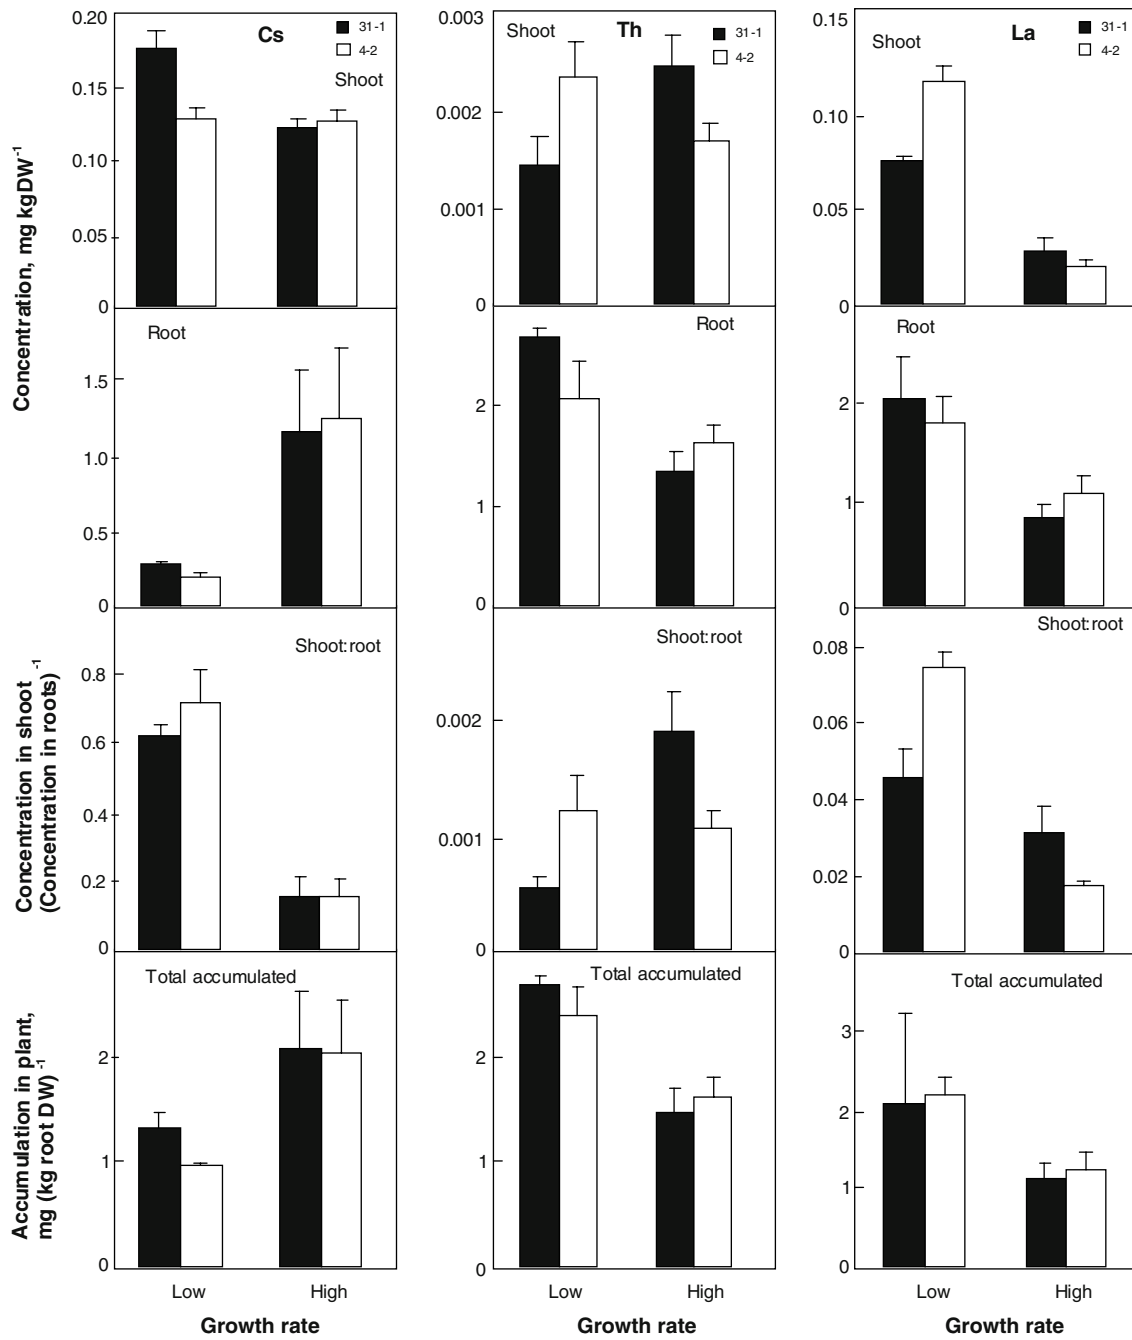 Concentration, mg kgDW-1
Concentration in shoot
(Concentration in roots)-1
Accumulation in plant,
mg (kg root DW)-1
Cs
31-1
4-2
Shoot
0.20
0.15
0.10
0.05
0
Root
1.5
1.0
0.5
0
Shoot:root
0.8
0.6
0.4
0.2
0
Total accumulated
2
1
0
Low High
Growth rate
Th
31-1
4-2
Shoot
0.003
0.002
0.001
0
Root
2
1
0
Shoot:root
0.002
0.001
0
Total accumulated
2
1
0
Low High
Growth rate
La
31-1
4-2
Shoot
0.15
0.10
0.05
0
Root
2
1
0
Shoot:root
0.08
0.06
0.04
0.02
0
Total accumulated
3
2
1
0
Low High
Growth rate